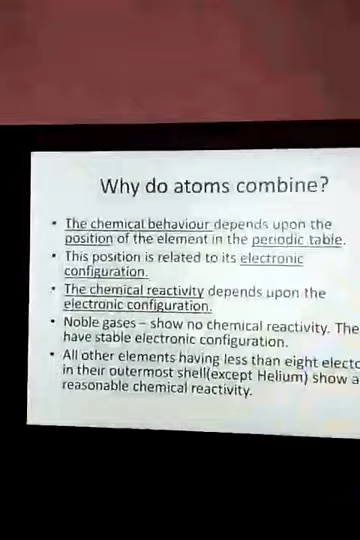 Why do atoms combine?
• The chemical behaviour depends upon the
position of the element in the periodic table.
• This position is related to its electronic
configuration.
• The chemical reactivity depends upon the
electronic configuration.
• Noble gases – show no chemical reactivity. The
have stable electronic configuration.
• All other elements having less than eight electo
in their outermost shell(except Helium) show a
reasonable chemical reactivity.